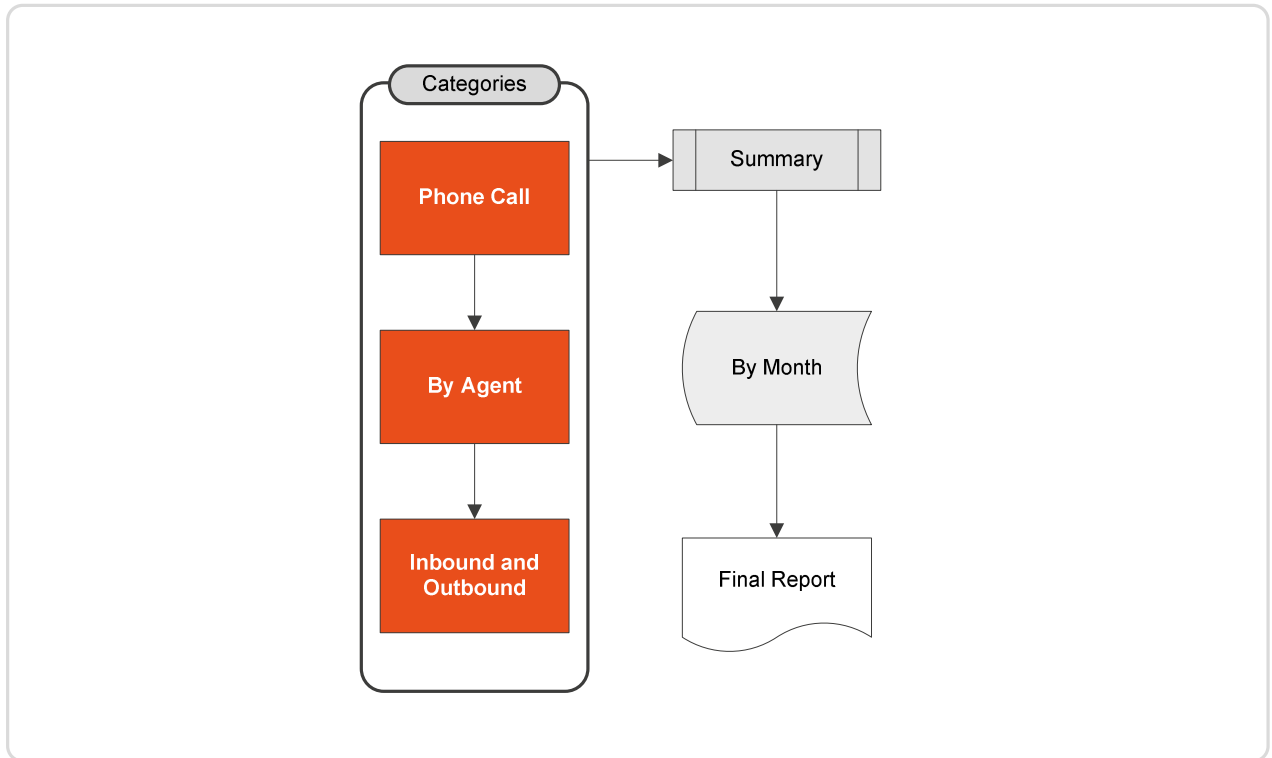 Categories
Phone Call
By Agent
Inbound and
Outbound
Summary
By Month
Final Report